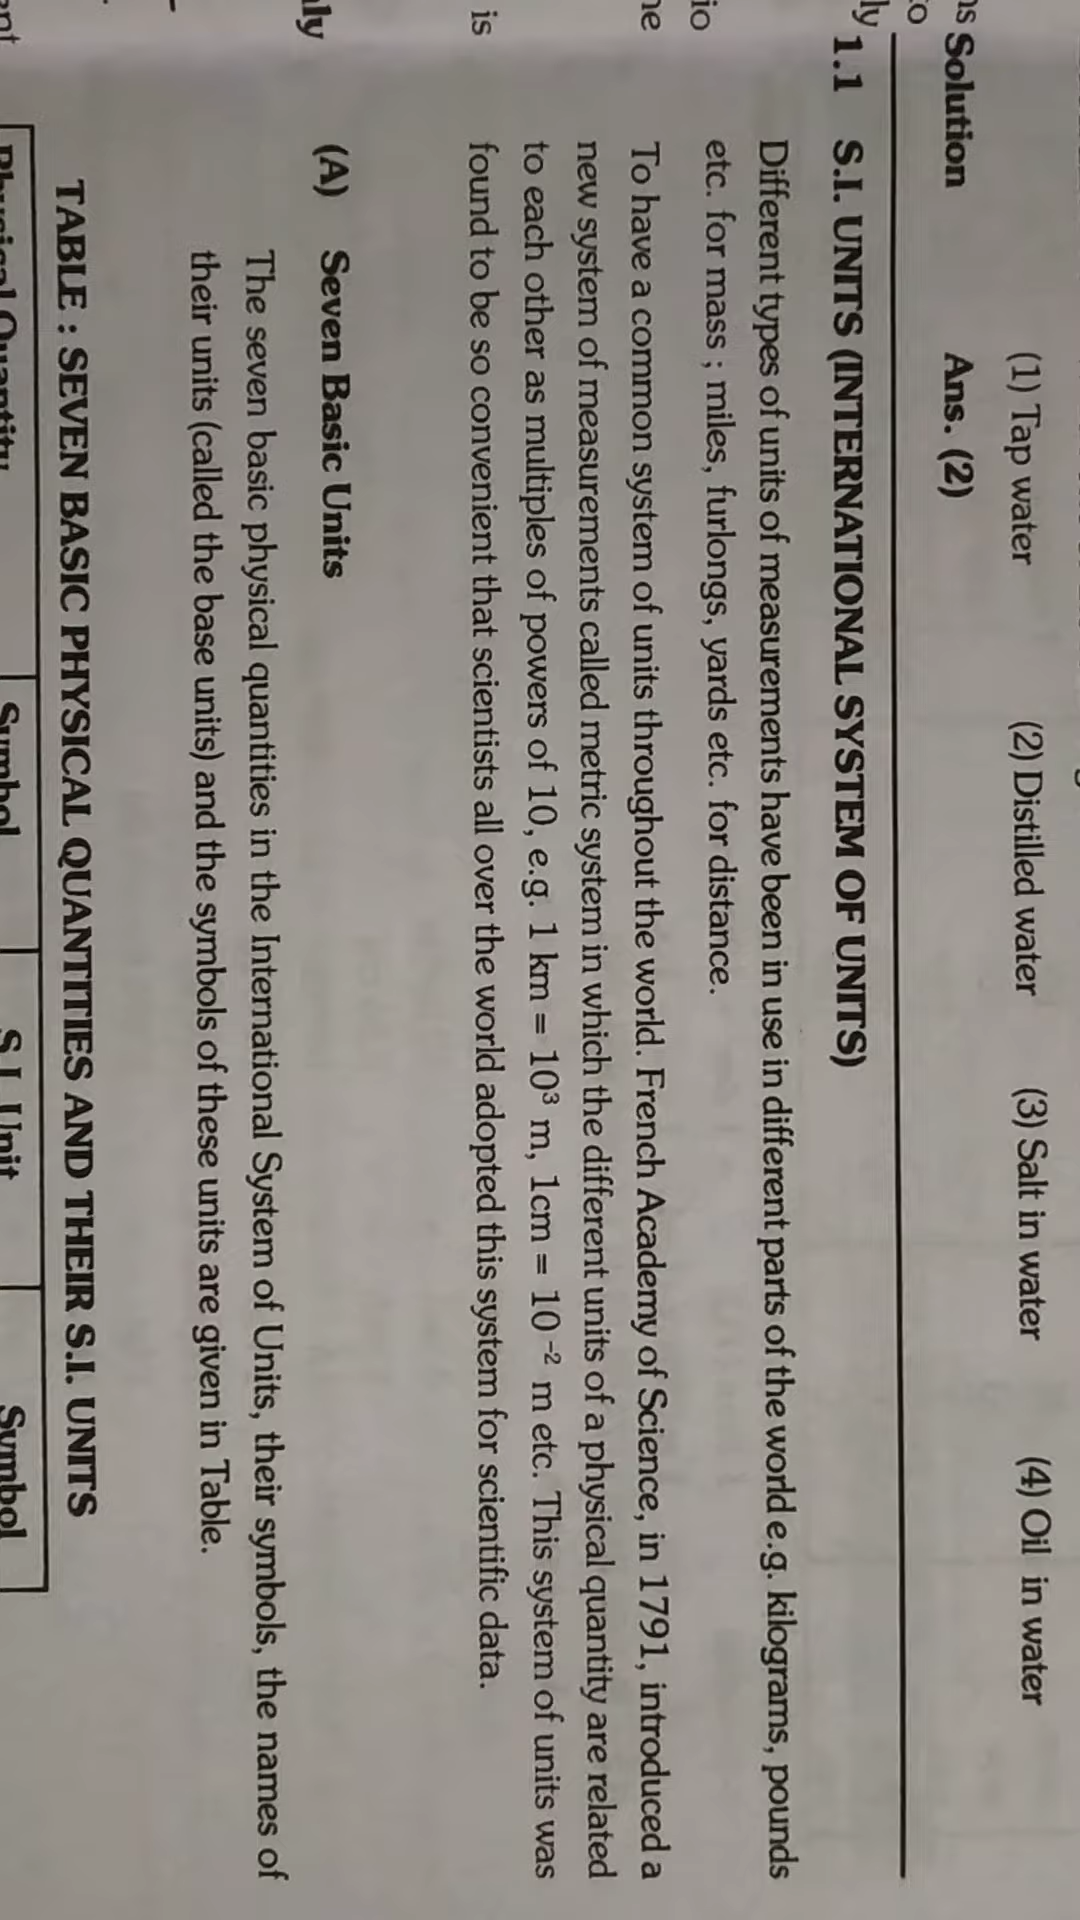 (1) Tap water (2) Distilled water (3) Salt in water (4) Oil in water
Solution Ans. (2)
1.1 S.I. UNITS (INTERNATIONAL SYSTEM OF UNITS)
Different types of units of measurements have been in use in different parts of the world e.g. kilograms, pounds
etc. for mass ; miles, furlongs, yards etc. for distance.
To have a common system of units throughout the world. French Academy of Science, in 1791, introduced a
new system of measurements called metric system in which the different units of a physical quantity are related
to each other as multiples of powers of 10, e.g. 1 km = 10³ m, 1cm = 10⁻² m etc. This system of units was
found to be so convenient that scientists all over the world adopted this system for scientific data.
(A) Seven Basic Units
The seven basic physical quantities in the International System of Units, their symbols, the names of
their units (called the base units) and the symbols of these units are given in Table.
TABLE : SEVEN BASIC PHYSICAL QUANTITIES AND THEIR S.I. UNITS
Physical Quantity Symbol S.I. Unit Symbol